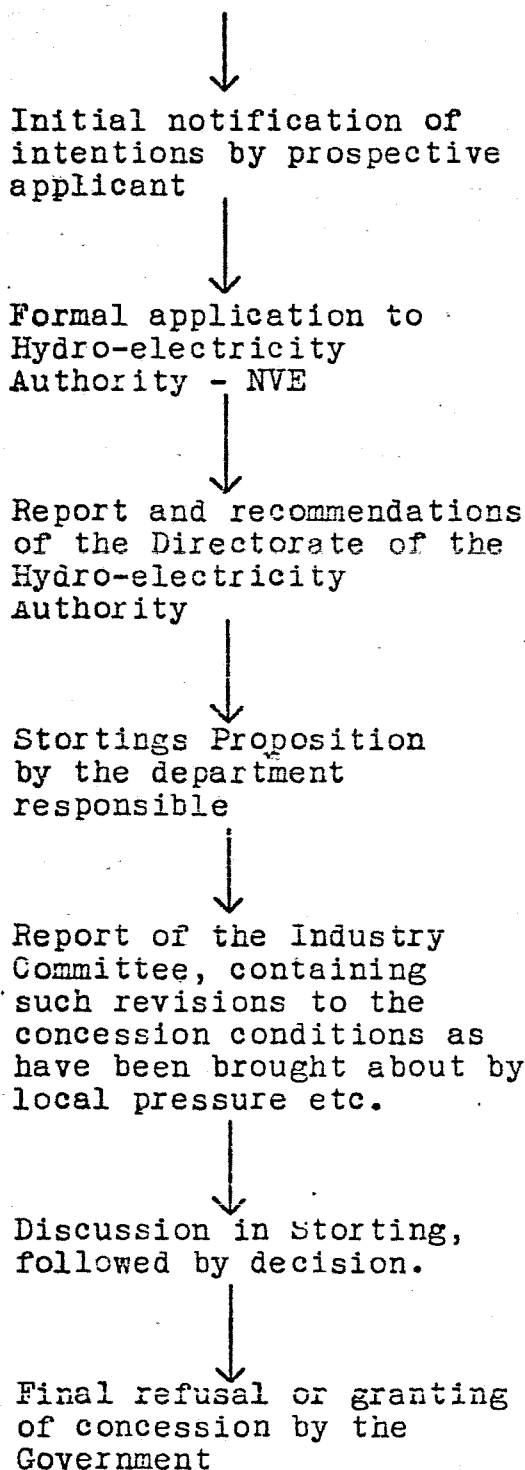 Initial notification of
intentions by prospective
applicant
Formal application to
Hydro-electricity
Authority - NVE
Report and recommendations
of the Directorate of the
Hydro-electricity
Authority
Stortings Proposition
by the department
responsible
Report of the Industry
Committee, containing
such revisions to the
concession conditions as
have been brought about by
local pressure etc.
Discussion in Storting,
followed by decision.
Final refusal or granting
of concession by the
Government